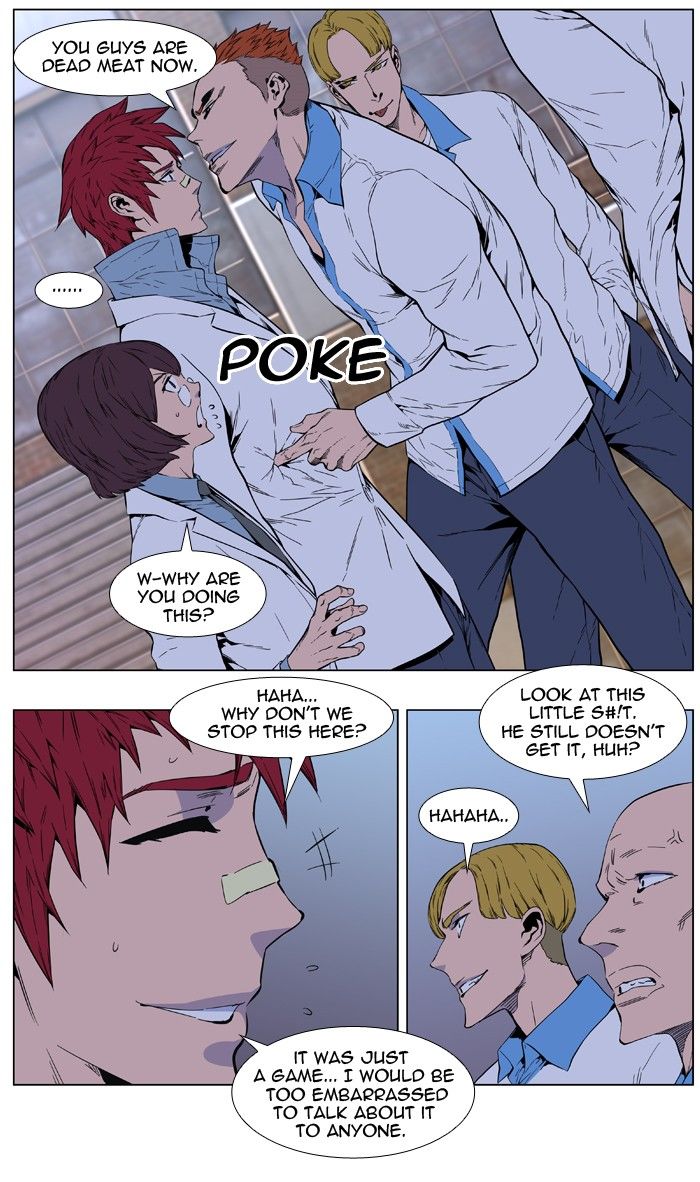 YOU GUYS ARE
DEAD MEAT NOW.
......
POKE
W-WHY ARE
YOU DOING
THIS?
HAHA...
WHY DON'T WE
STOP THIS HERE?
IT WAS JUST
A GAME... I WOULD BE
TOO EMBARRASSED
TO TALK ABOUT IT
TO ANYONE.
LOOK AT THIS
LITTLE S#!T.
HE STILL DOESN'T
GET IT, HUH?
HAHAHA..